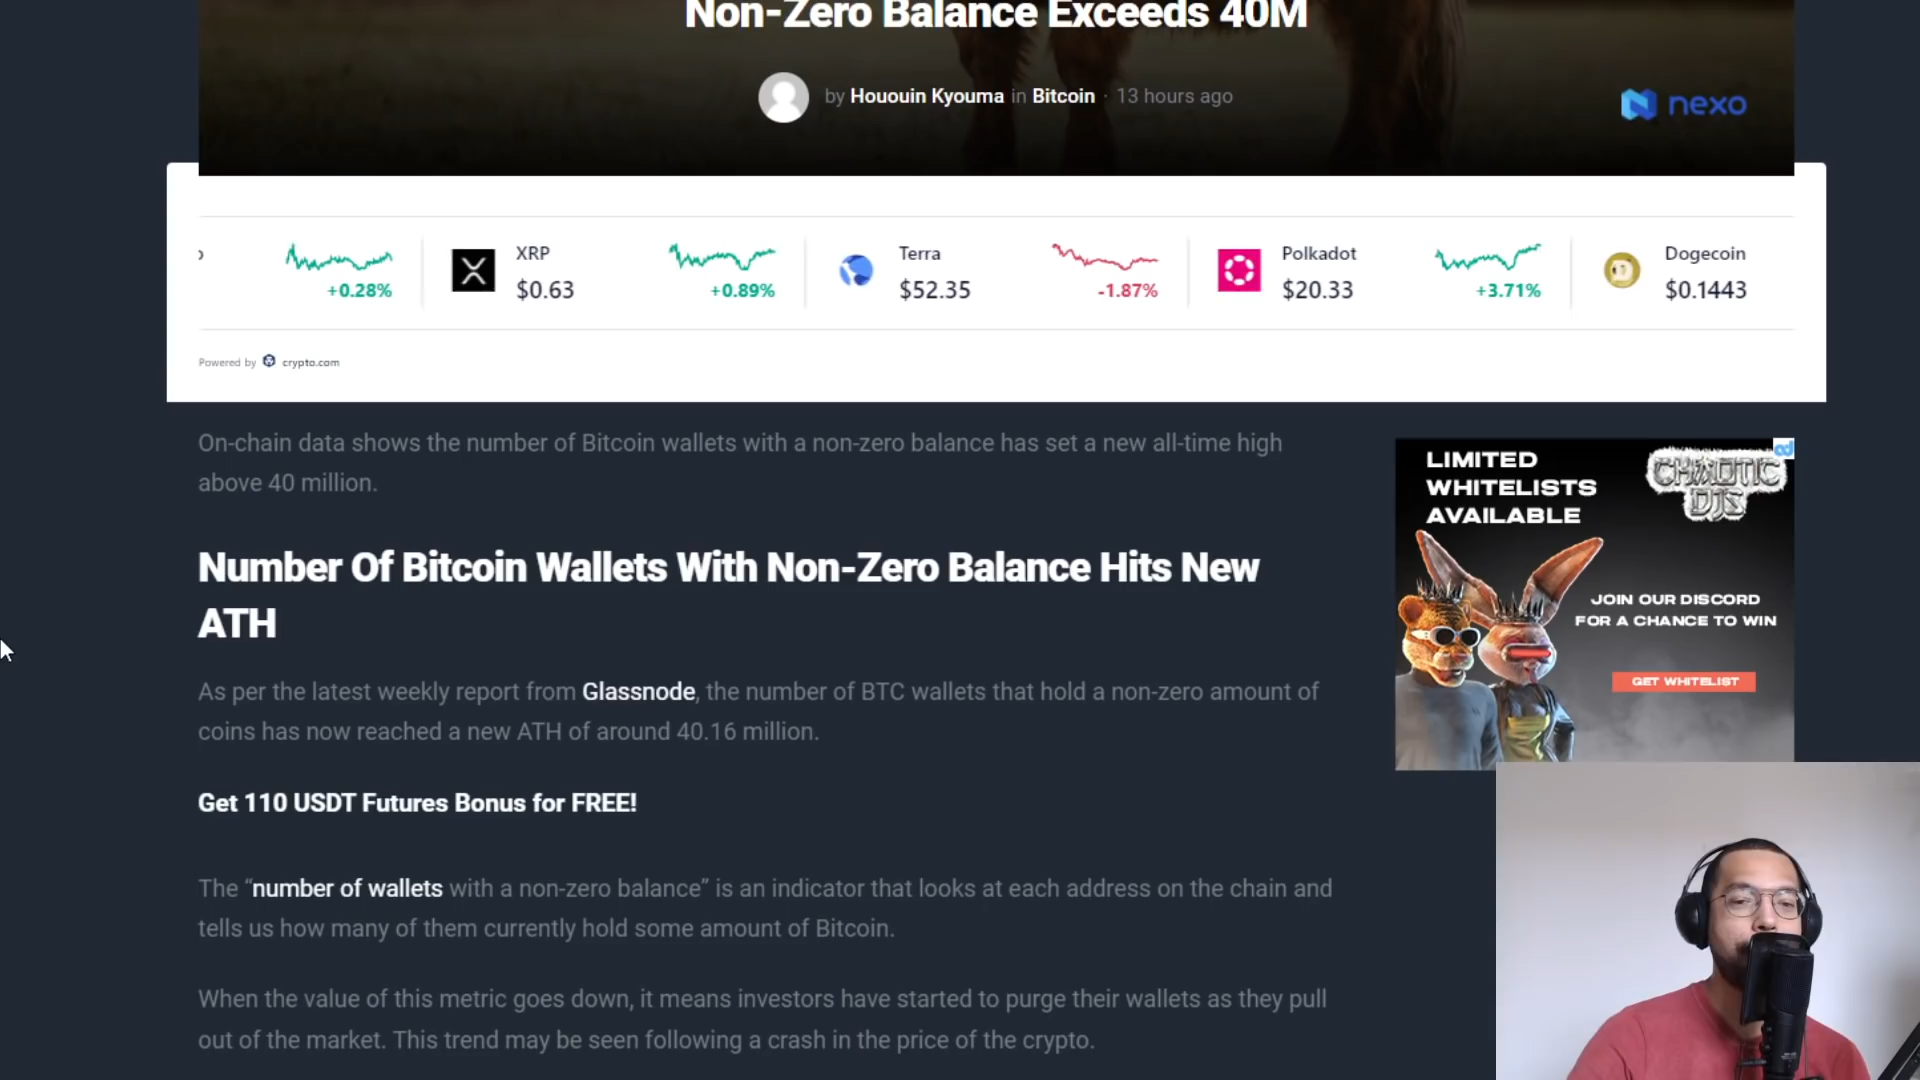 Non-Zero Balance Exceeds 40M
by Hououin Kyouma in Bitcoin · 13 hours ago
nexo
XRP
$0.63
+0.28%
+0.89%
Terra
$52.35
-1.87%
Polkadot
$20.33
+3.71%
Dogecoin
$0.1443
Powered by crypto.com
On-chain data shows the number of Bitcoin wallets with a non-zero balance has set a new all-time high
above 40 million.
Number Of Bitcoin Wallets With Non-Zero Balance Hits New
ATH
As per the latest weekly report from Glassnode, the number of BTC wallets that hold a non-zero amount of
coins has now reached a new ATH of around 40.16 million.
Get 110 USDT Futures Bonus for FREE!
The “number of wallets with a non-zero balance” is an indicator that looks at each address on the chain and
tells us how many of them currently hold some amount of Bitcoin.
When the value of this metric goes down, it means investors have started to purge their wallets as they pull
out of the market. This trend may be seen following a crash in the price of the crypto.
LIMITED
WHITELISTS
AVAILABLE
CHAOTIC
DJS
ad
JOIN OUR DISCORD
FOR A CHANCE TO WIN
GET WHITELIST